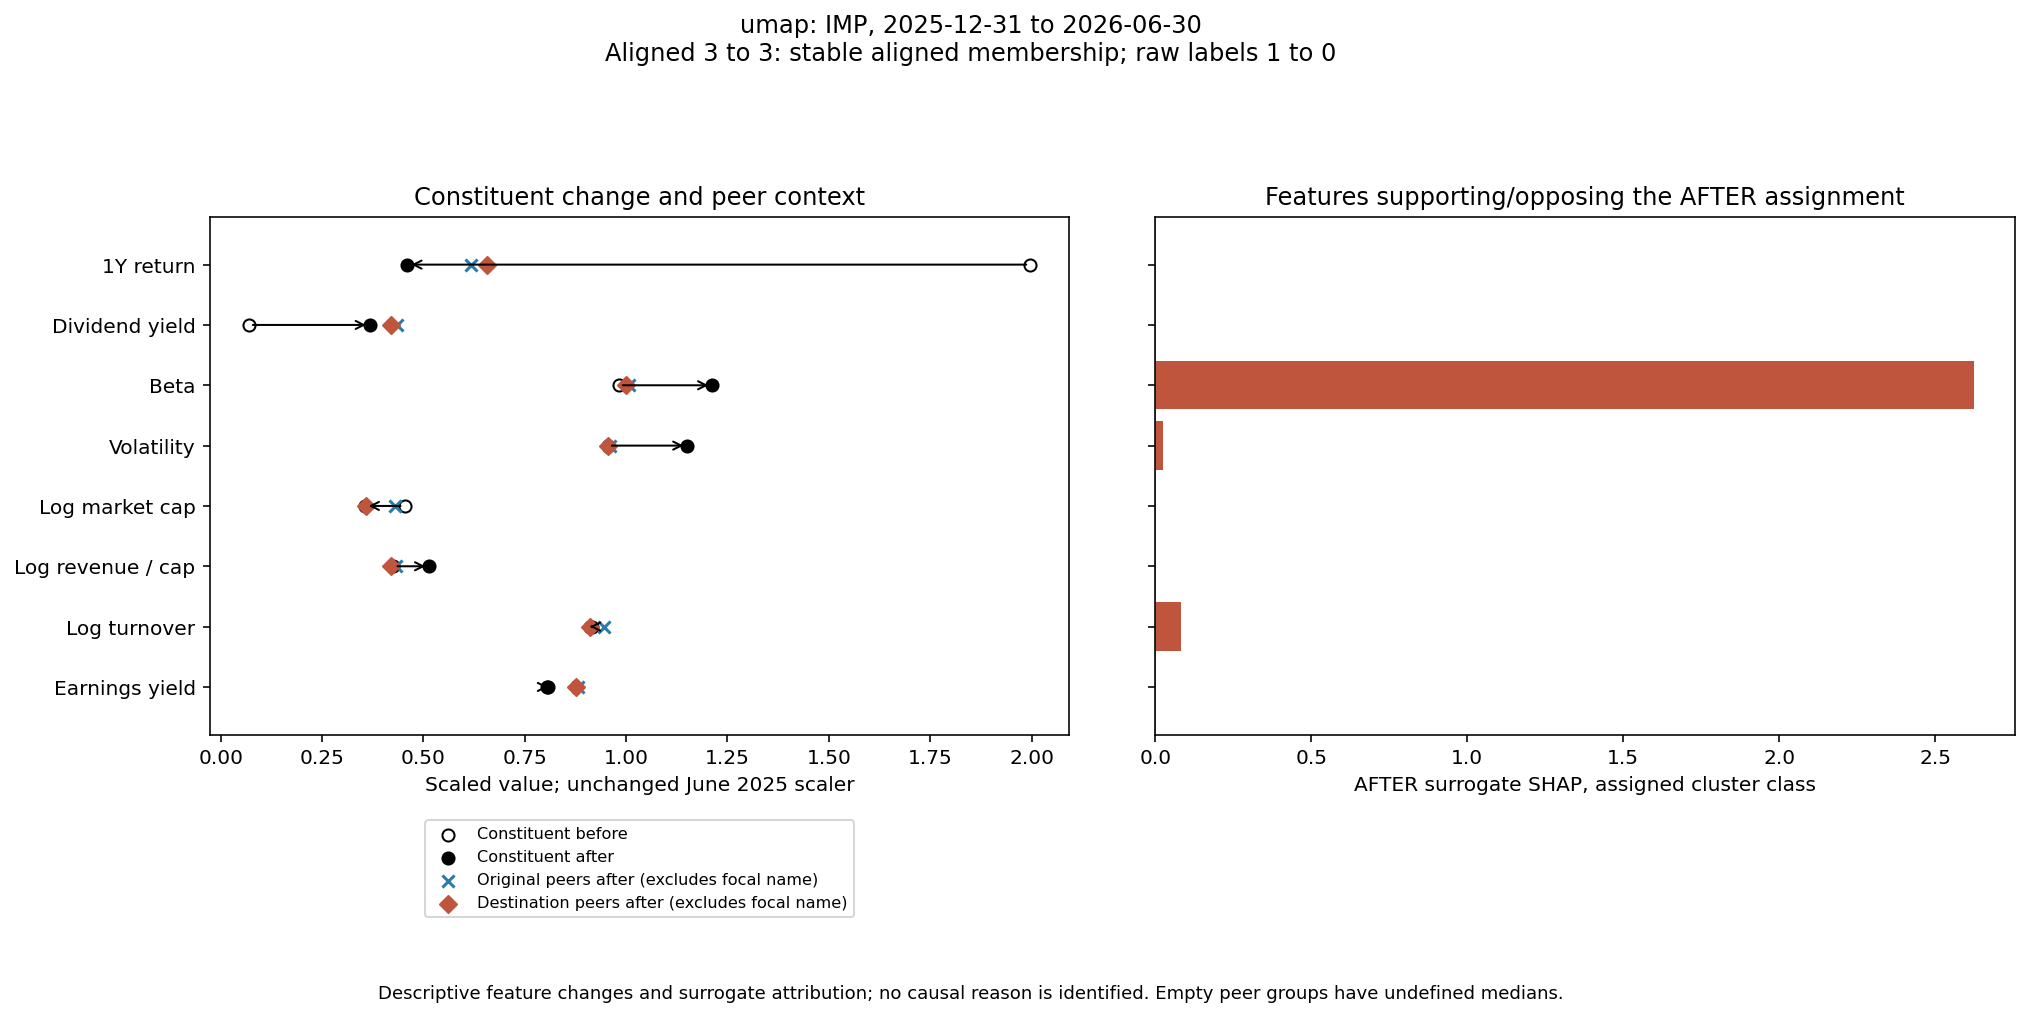 umap: IMP, 2025-12-31 to 2026-06-30
Aligned 3 to 3: stable aligned membership; raw labels 1 to 0
Constituent change and peer context
Features supporting/opposing the AFTER assignment
1Y return
Dividend yield
Beta
Volatility
Log market cap
Log revenue / cap
Log turnover
Earnings yield
0.00 0.25 0.50 0.75 1.00 1.25 1.50 1.75 2.00
0.0 0.5 1.0 1.5 2.0 2.5
Scaled value; unchanged June 2025 scaler
AFTER surrogate SHAP, assigned cluster class
Constituent before
Constituent after
Original peers after (excludes focal name)
Destination peers after (excludes focal name)
Descriptive feature changes and surrogate attribution; no causal reason is identified. Empty peer groups have undefined medians.